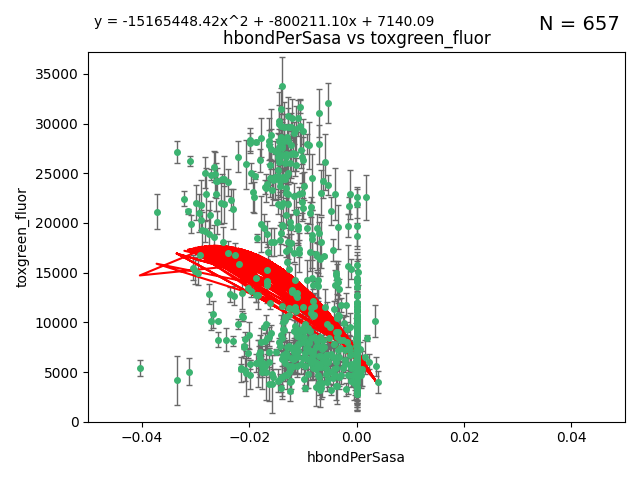 y = -15165448.42x^2 + -800211.10x + 7140.09
N = 657
hbondPerSasa vs toxgreen_fluor
35000
30000
25000
20000
15000
10000
5000
0
toxgreen_fluor
−0.04
−0.02
0.00
0.02
0.04
hbondPerSasa